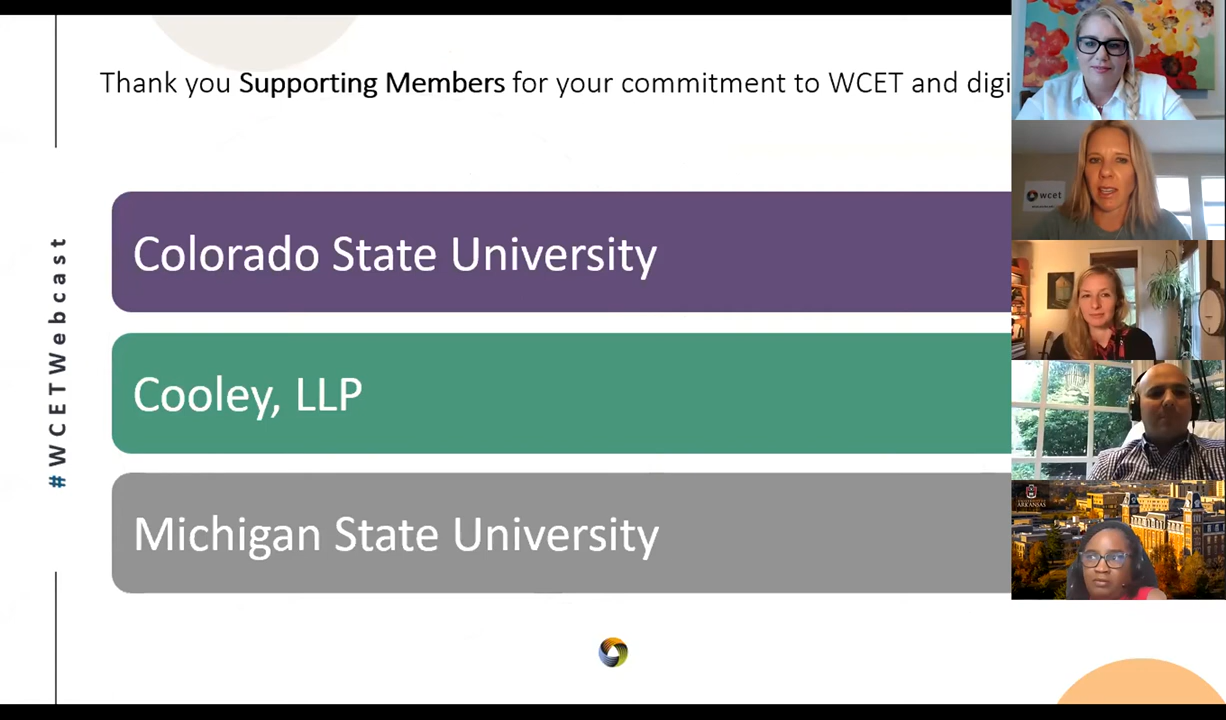 Thank you Supporting Members for your commitment to WCET and digi
Colorado State University
Cooley, LLP
Michigan State University
#WCETWebcast
wcet
ARKANSAS